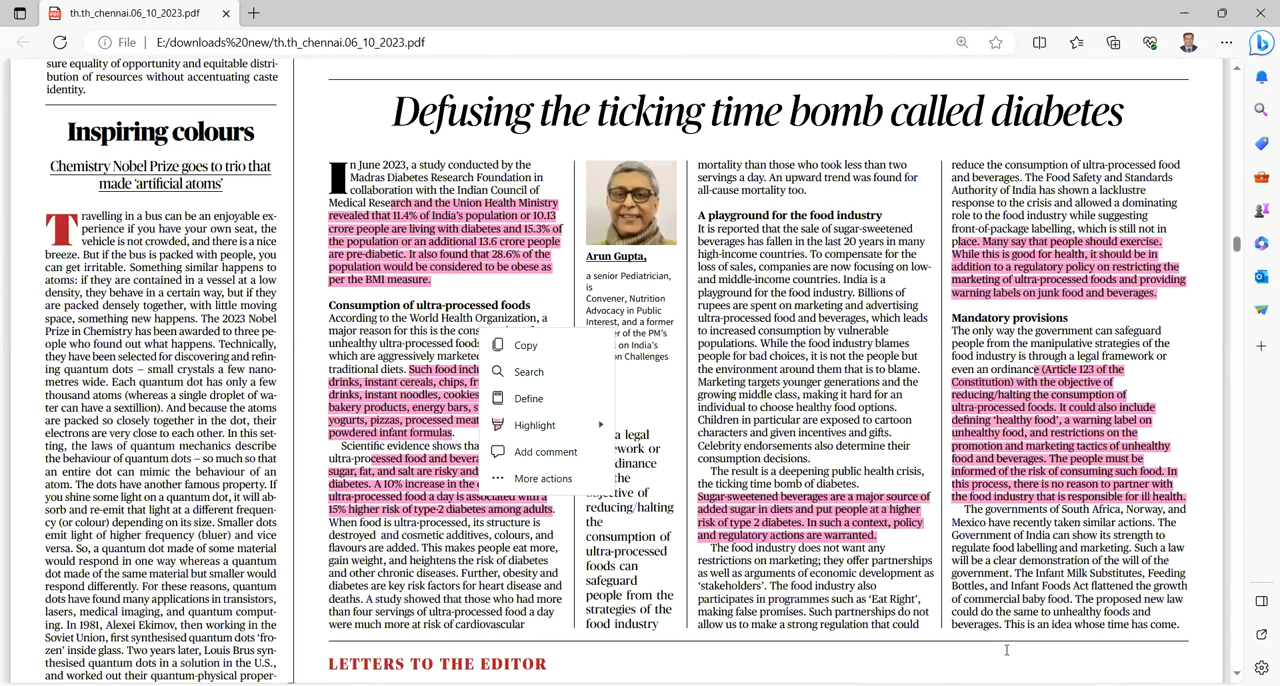 th.th_chennai.06_10_2023.pdf
File
E:/downloads%20new/th.th_chennai.06_10_2023.pdf
sure equality of opportunity and equitable distri-
bution of resources without accentuating caste
identity.
Inspiring colours
Chemistry Nobel Prize goes to trio that
made ‘artificial atoms’
Travelling in a bus can be an enjoyable ex-
perience if you have your own seat, the
vehicle is not crowded, and there is a nice
breeze. But if the bus is packed with people, you
can get irritable. Something similar happens to
atoms: if they are contained in a vessel at a low
density, they behave in a certain way, but if they
are packed densely together, with little moving
space, something new happens. The 2023 Nobel
Prize in Chemistry has been awarded to three pe-
ople who found out what happens. Technically,
they have been selected for discovering and refin-
ing quantum dots – small crystals a few nano-
metres wide. Each quantum dot has only a few
thousand atoms (whereas a single droplet of wa-
ter can have a sextillion). And because the atoms
are packed so closely together in the dot, their
electrons are very close to each other. In this set-
ting, the laws of quantum mechanics describe
the behaviour of quantum dots – so much so that
an entire dot can mimic the behaviour of an
atom. The dots have another famous property. If
you shine some light on a quantum dot, it will ab-
sorb and re-emit that light at a different frequen-
cy (or colour) depending on its size. Smaller dots
emit light of higher frequency (bluer) and vice
versa. So, a quantum dot made of some material
would respond in one way whereas a quantum
dot made of the same material but smaller would
respond differently. For these reasons, quantum
dots have found many applications in transistors,
lasers, medical imaging, and quantum comput-
ing. In 1981, Alexei Ekimov, then working in the
Soviet Union, first synthesised quantum dots ‘fro-
zen’ inside glass. Two years later, Louis Brus syn-
thesised quantum dots in a solution in the U.S.,
and worked out their quantum-physical proper-
Defusing the ticking time bomb called diabetes
In June 2023, a study conducted by the
Madras Diabetes Research Foundation in
collaboration with the Indian Council of
Medical Research and the Union Health Ministry
revealed that 11.4% of India’s population or 10.13
crore people are living with diabetes and 15.3% of
the population or an additional 13.6 crore people
are pre-diabetic. It also found that 28.6% of the
population would be considered to be obese as
per the BMI measure.
Consumption of ultraprocessed foods
According to the World Health Organization, a
major reason for this is the cons
unhealthy ultra-processed foods
which are aggressively marketed
traditional diets. Such food inclu
drinks, instant cereals, chips, fr
drinks, instant noodles, cookies
bakery products, energy bars, s
yogurts, pizzas, processed meat
powdered infant formulas.
Scientific evidence shows tha
ultra-processed food and bevera
sugar, fat, and salt are risky and
diabetes. A 10% increase in the
ultra-processed food a day is associated with a
15% higher risk of type-2 diabetes among adults.
When food is ultra-processed, its structure is
destroyed and cosmetic additives, colours, and
flavours are added. This makes people eat more,
gain weight, and heightens the risk of diabetes
and other chronic diseases. Further, obesity and
diabetes are key risk factors for heart disease and
deaths. A study showed that those who had more
than four servings of ultra-processed food a day
were much more at risk of cardiovascular
Copy
Search
Define
Highlight
Add comment
More actions
Arun Gupta,
a senior Pediatrician,
is
Convener, Nutrition
Advocacy in Public
Interest, and a former
er of the PM’s
on India’s
on Challenges
a legal
ework or
dinance
the
objective of
reducing/halting
the
consumption of
ultra-processed
foods can
safeguard
people from the
strategies of the
food industry
mortality than those who took less than two
servings a day. An upward trend was found for
all-cause mortality too.
A playground for the food industry
It is reported that the sale of sugar-sweetened
beverages has fallen in the last 20 years in many
high-income countries. To compensate for the
loss of sales, companies are now focusing on low-
and middle-income countries. India is a
playground for the food industry. Billions of
rupees are spent on marketing and advertising
ultra-processed food and beverages, which leads
to increased consumption by vulnerable
populations. While the food industry blames
people for bad choices, it is not the people but
the environment around them that is to blame.
Marketing targets younger generations and the
growing middle class, making it hard for an
individual to choose healthy food options.
Children in particular are exposed to cartoon
characters and given incentives and gifts.
Celebrity endorsements also determine their
consumption decisions.
The result is a deepening public health crisis,
the ticking time bomb of diabetes.
Sugar-sweetened beverages are a major source of
added sugar in diets and put people at a higher
risk of type 2 diabetes. In such a context, policy
and regulatory actions are warranted.
The food industry does not want any
restrictions on marketing; they offer partnerships
as well as arguments of economic development as
‘stakeholders’. The food industry also
participates in programmes such as ‘Eat Right’,
making false promises. Such partnerships do not
allow us to make a strong regulation that could
reduce the consumption of ultra-processed food
and beverages. The Food Safety and Standards
Authority of India has shown a lacklustre
response to the crisis and allowed a dominating
role to the food industry while suggesting
front-of-package labelling, which is still not in
place. Many say that people should exercise.
While this is good for health, it should be in
addition to a regulatory policy on restricting the
marketing of ultra-processed foods and providing
warning labels on junk food and beverages.
Mandatory provisions
The only way the government can safeguard
people from the manipulative strategies of the
food industry is through a legal framework or
even an ordinance (Article 123 of the
Constitution) with the objective of
reducing/halting the consumption of
ultra-processed foods. It could also include
defining ‘healthy food’, a warning label on
unhealthy food, and restrictions on the
promotion and marketing tactics of unhealthy
food and beverages. The people must be
informed of the risk of consuming such food. In
this process, there is no reason to partner with
the food industry that is responsible for ill health.
The governments of South Africa, Norway, and
Mexico have recently taken similar actions. The
Government of India can show its strength to
regulate food labelling and marketing. Such a law
will be a clear demonstration of the will of the
government. The Infant Milk Substitutes, Feeding
Bottles, and Infant Foods Act flattened the growth
of commercial baby food. The proposed new law
could do the same to unhealthy foods and
beverages. This is an idea whose time has come.
LETTERS TO THE EDITOR